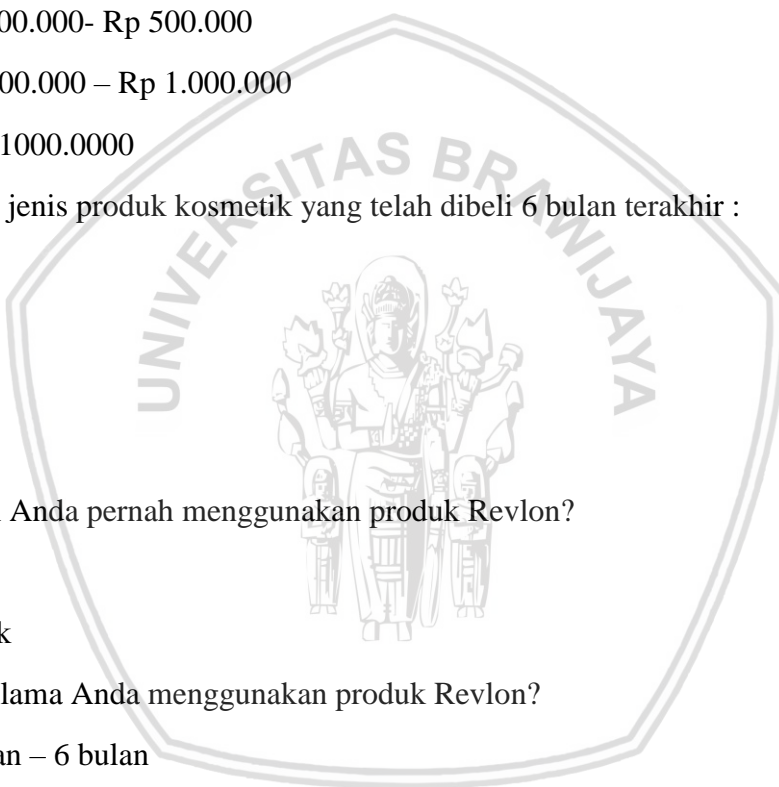 00.000- Rp 500.000
00.000 – Rp 1.000.000
1000.0000
UNIVERSITAS BRAWIJAYA
jenis produk kosmetik yang telah dibeli 6 bulan terakhir :
Anda pernah menggunakan produk Revlon?
k
lama Anda menggunakan produk Revlon?
an – 6 bulan